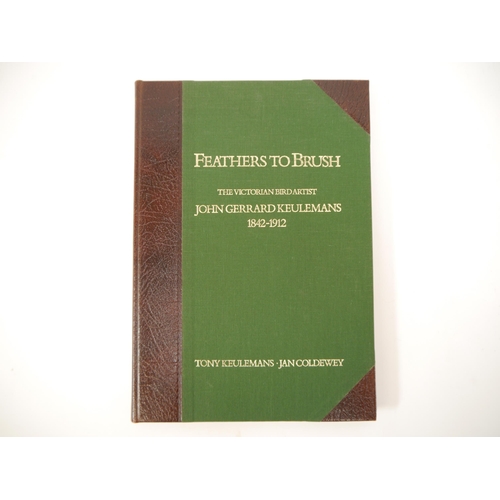 FEATHERS TO BRUSH
THE VICTORIAN BIRD ARTIST
JOHN GERRARD KEULEMANS
1842-1912
TONY KEULEMANS · JAN COLDEWEY